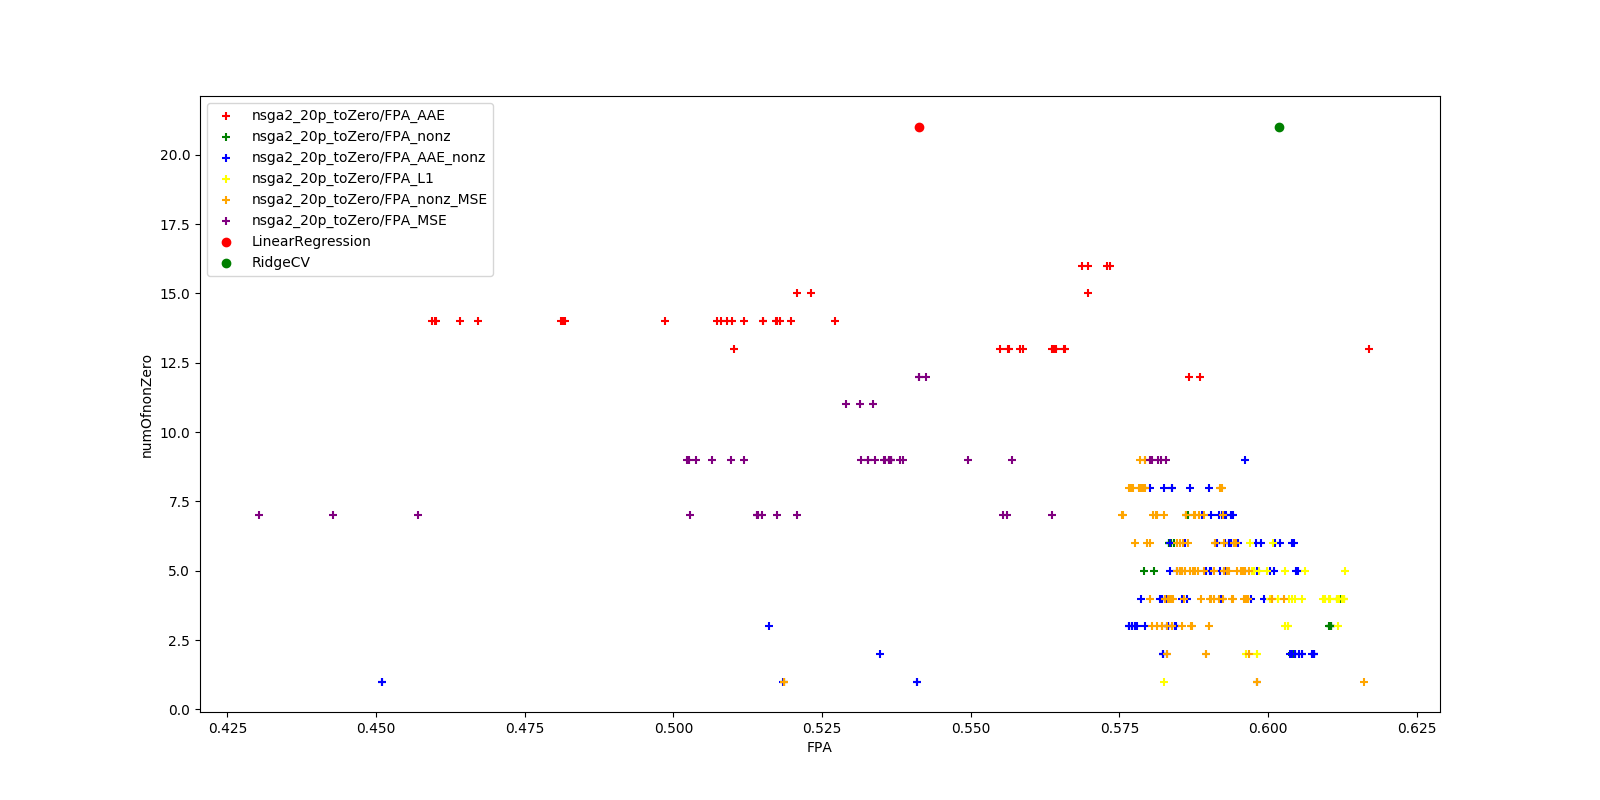 nsga2_20p_toZero/FPA_AAE
nsga2_20p_toZero/FPA_nonz
nsga2_20p_toZero/FPA_AAE_nonz
nsga2_20p_toZero/FPA_L1
nsga2_20p_toZero/FPA_nonz_MSE
nsga2_20p_toZero/FPA_MSE
LinearRegression
RidgeCV
numOfnonZero
20.0
17.5
15.0
12.5
10.0
7.5
5.0
2.5
0.0
0.425 0.450 0.475 0.500 0.525 0.550 0.575 0.600 0.625
FPA